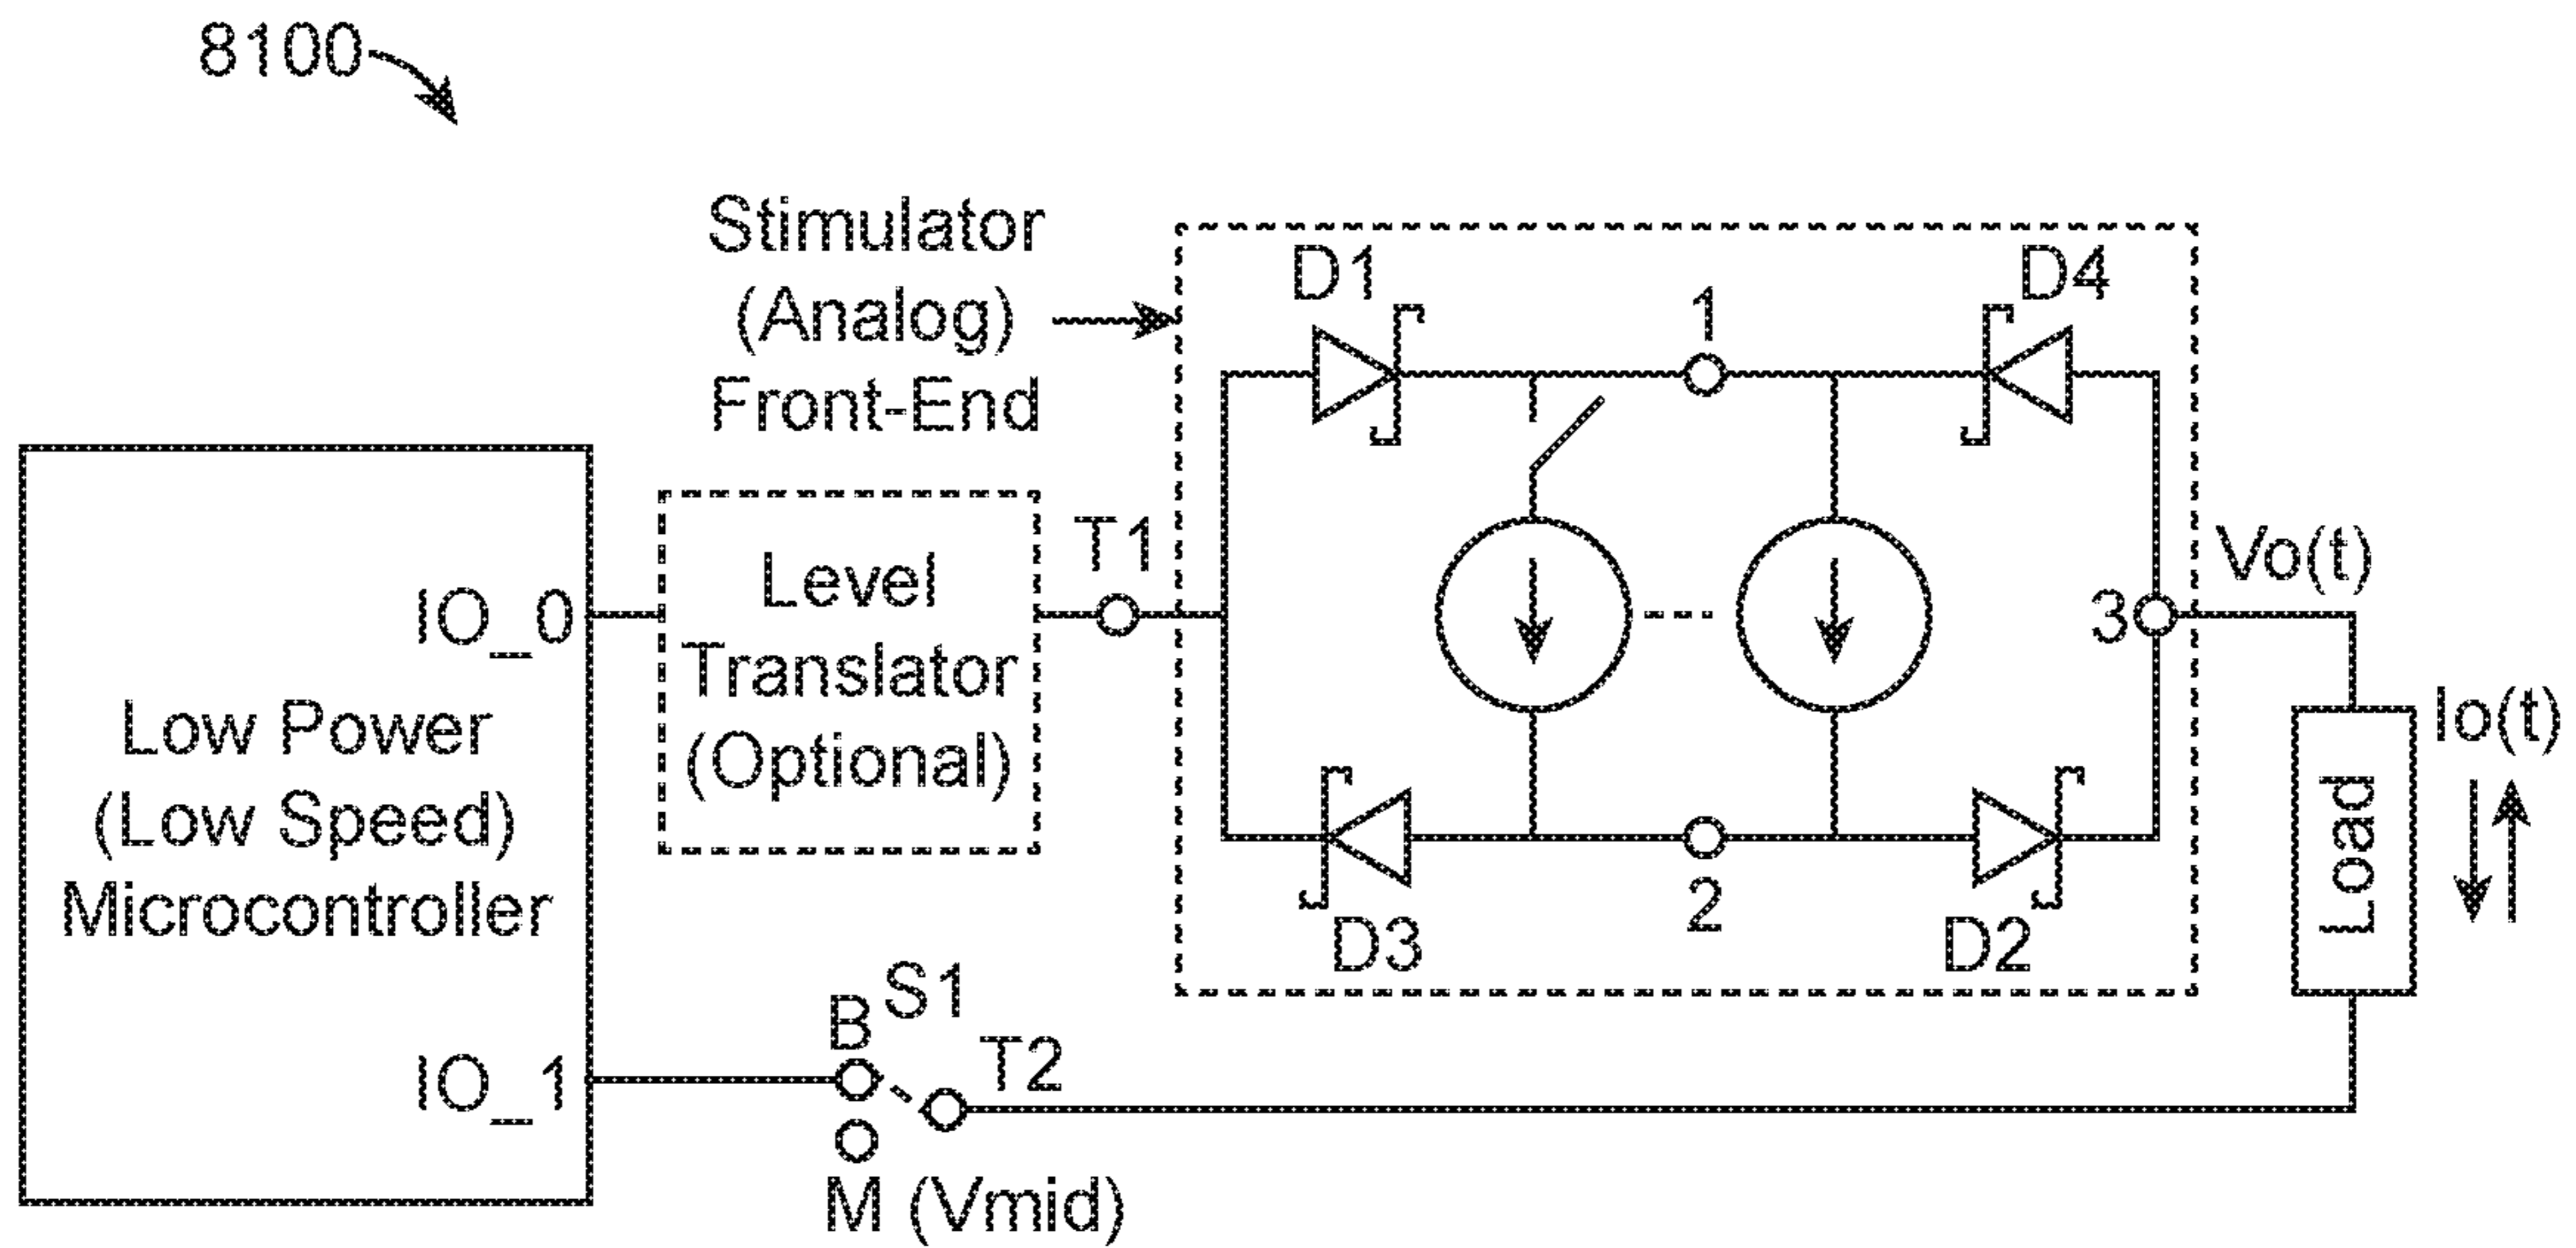 8100
Stimulator
(Analog)
Front-End
D1
1
D4
Level
Translator
(Optional)
T1
IO_0
Low Power
(Low Speed)
Microcontroller
IO_1
3
Vo(t)
Load
Io(t)
D3
2
D2
B
S1
T2
M (Vmid)